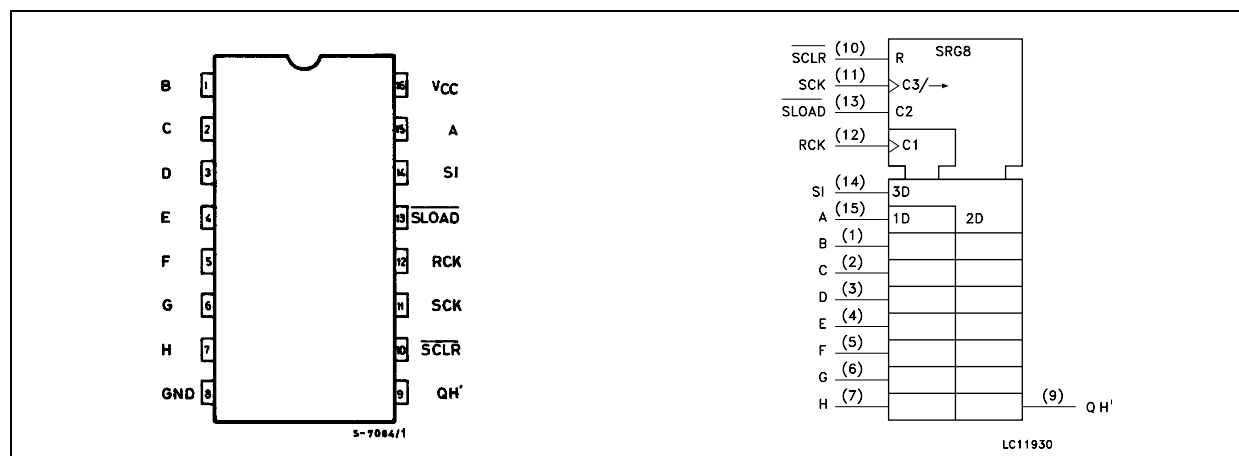 B 1 16 VCC
C 2 15 A
D 3 14 SI
E 4 13 SLOAD
F 5 12 RCK
G 6 11 SCK
H 7 10 SCLR
GND 8 9 QH'
S-7084/1
SCLR (10) R SRG8
SCK (11) C3/→
SLOAD (13) C2
RCK (12) C1
SI (14) 3D
A (15) 1D 2D
B (1)
C (2)
D (3)
E (4)
F (5)
G (6)
H (7) (9) QH'
LC11930